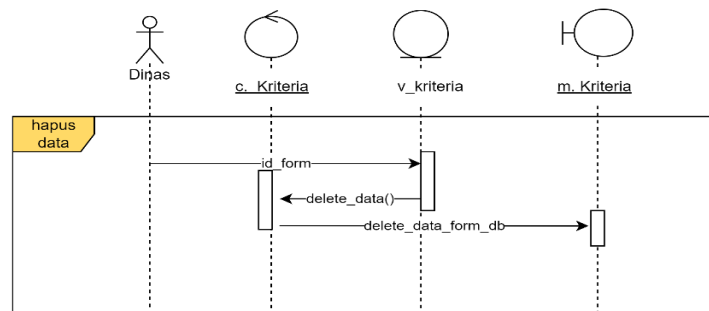 Dinas
c. Kriteria
v_kriteria
m. Kriteria
hapus
data
id_form
delete_data()
delete_data_form_db